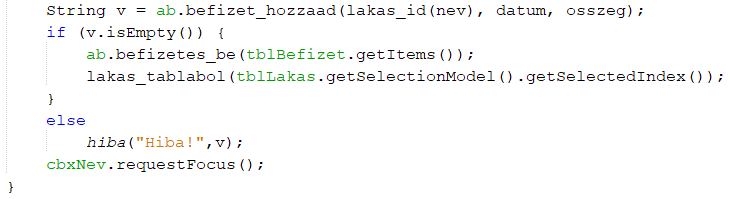 String v = ab.befizet_hozzaad(lakas_id(nev), datum, osszeg);
if (v.isEmpty()) {
ab.befizetes_be(tblBefizet.getItems());
lakas_tablabol(tblLakas.getSelectionModel().getSelectedIndex());
}
else
hiba("Hiba!",v);
cbxNev.requestFocus();
}